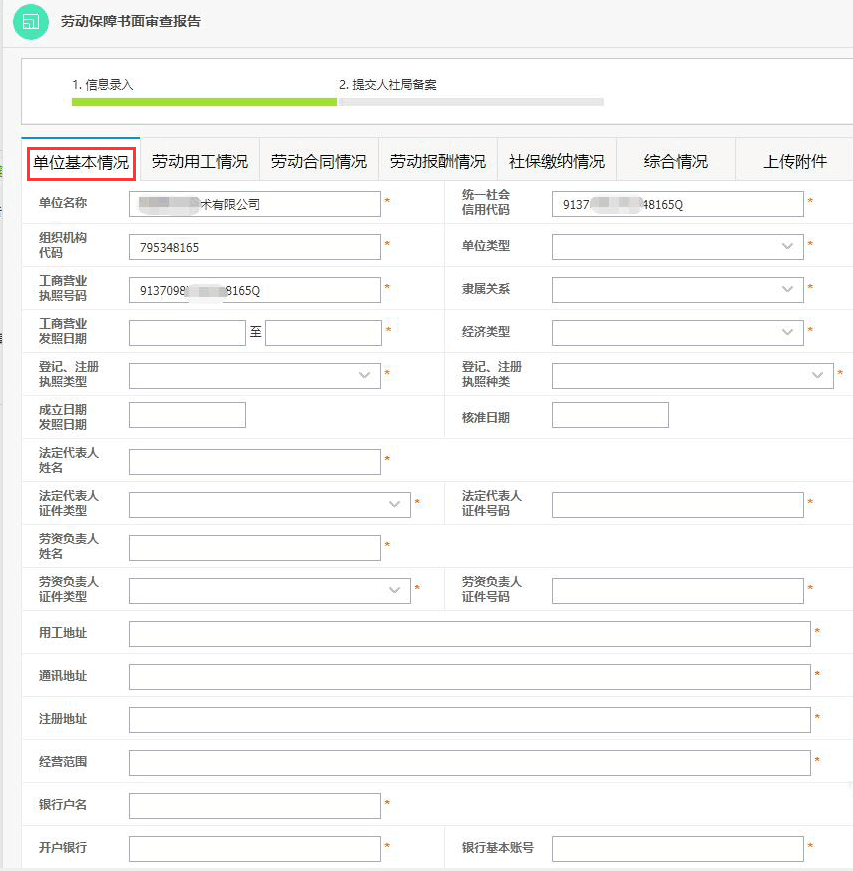 劳动保障书面审查报告
1. 信息录入
2. 提交人社局备案
单位基本情况 劳动用工情况 劳动合同情况 劳动报酬情况 社保缴纳情况 综合情况 上传附件
单位名称
术有限公司
*
统一社会
信用代码
9137
48165Q
*
组织机构
代码
795348165
*
单位类型
*
工商营业
执照号码
9137098
8165Q
*
隶属关系
*
工商营业
发照日期
至
*
经济类型
*
登记、注册
执照类型
*
登记、注册
执照种类
*
成立日期
发照日期
核准日期
法定代表人
姓名
*
法定代表人
证件类型
*
法定代表人
证件号码
*
劳资负责人
姓名
*
劳资负责人
证件类型
*
劳资负责人
证件号码
*
用工地址
*
通讯地址
*
注册地址
*
经营范围
*
银行户名
*
开户银行
*
银行基本账号
*